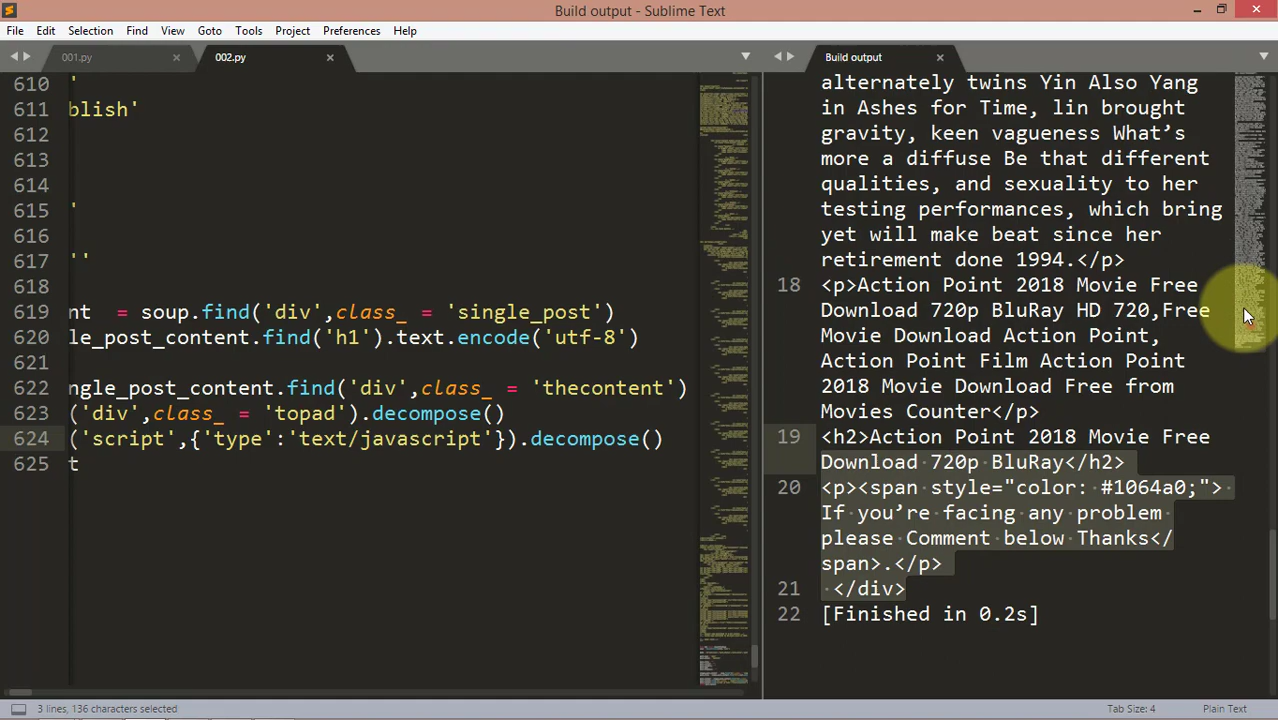 Build output - Sublime Text
File Edit Selection Find View Goto Tools Project Preferences Help
001.py
002.py
610 '
611 blish'
612
613
614
615 '
616
617 ''
618
619 nt = soup.find('div',class_ = 'single_post')
620 le_post_content.find('h1').text.encode('utf-8')
621
622 ngle_post_content.find('div',class_ = 'thecontent')
623 ('div',class_ = 'topad').decompose()
624 ('script',{'type':'text/javascript'}).decompose()
625 t
Build output
alternately twins Yin Also Yang
in Ashes for Time, lin brought
gravity, keen vagueness What’s
more a diffuse Be that different
qualities, and sexuality to her
testing performances, which bring
yet will make beat since her
retirement done 1994.</p>
18 <p>Action Point 2018 Movie Free
Download 720p BluRay HD 720,Free
Movie Download Action Point,
Action Point Film Action Point
2018 Movie Download Free from
Movies Counter</p>
19 <h2>Action Point 2018 Movie Free
Download 720p BluRay</h2>
20 <p><span style="color: #1064a0;">
If you’re facing any problem
please Comment below Thanks</
span>.</p>
21 </div>
22 [Finished in 0.2s]
3 lines, 136 characters selected
Tab Size: 4
Plain Text